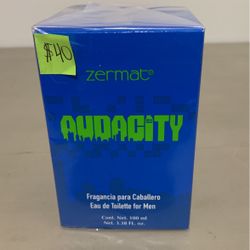 $40
zermat®
AUDACITY
Fragancia para Caballero
Eau de Toilette for Men
Cont. Net. 100 ml
Net. 3.38 fl. oz.